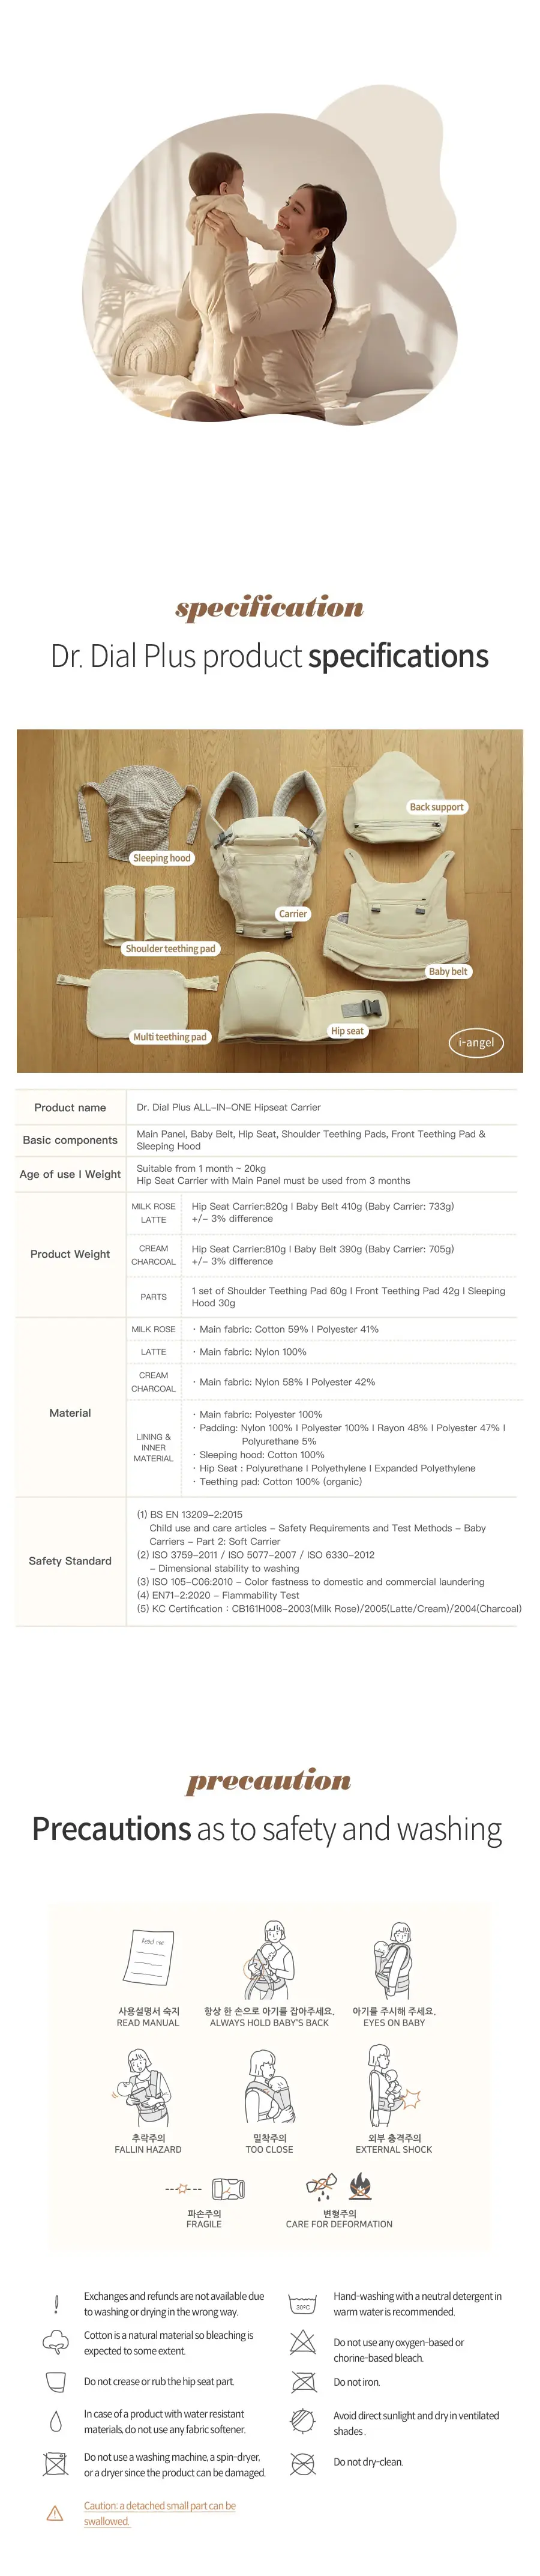 specification
Dr. Dial Plus product specifications
Back support
Sleeping hood
Carrier
Shoulder teething pad
Baby belt
Multi teething pad
Hip seat
i-angel
Product name
Dr. Dial Plus ALL-IN-ONE Hipseat Carrier
Basic components
Main Panel, Baby Belt, Hip Seat, Shoulder Teething Pads, Front Teething Pad &
Sleeping Hood
Age of use I Weight
Suitable from 1 month ~ 20kg
Hip Seat Carrier with Main Panel must be used from 3 months
Product Weight
MILK ROSE
LATTE
Hip Seat Carrier:820g I Baby Belt 410g (Baby Carrier: 733g)
+/- 3% difference
CREAM
CHARCOAL
Hip Seat Carrier:810g I Baby Belt 390g (Baby Carrier: 705g)
+/- 3% difference
PARTS
1 set of Shoulder Teething Pad 60g I Front Teething Pad 42g I Sleeping
Hood 30g
Material
MILK ROSE
· Main fabric: Cotton 59% I Polyester 41%
LATTE
· Main fabric: Nylon 100%
CREAM
CHARCOAL
· Main fabric: Nylon 58% I Polyester 42%
LINING &
INNER
MATERIAL
· Main fabric: Polyester 100%
· Padding: Nylon 100% I Polyester 100% I Rayon 48% I Polyester 47% I
Polyurethane 5%
· Sleeping hood: Cotton 100%
· Hip Seat : Polyurethane I Polyethylene I Expanded Polyethylene
· Teething pad: Cotton 100% (organic)
Safety Standard
(1) BS EN 13209-2:2015
Child use and care articles - Safety Requirements and Test Methods - Baby
Carriers - Part 2: Soft Carrier
(2) ISO 3759-2011 / ISO 5077-2007 / ISO 6330-2012
- Dimensional stability to washing
(3) ISO 105-C06:2010 - Color fastness to domestic and commercial laundering
(4) EN71-2:2020 - Flammability Test
(5) KC Certification : CB161H008-2003(Milk Rose)/2005(Latte/Cream)/2004(Charcoal)
precaution
Precautions as to safety and washing
Read me
사용설명서 숙지
READ MANUAL
항상 한 손으로 아기를 잡아주세요.
ALWAYS HOLD BABY'S BACK
아기를 주시해 주세요.
EYES ON BABY
추락주의
FALLIN HAZARD
밀착주의
TOO CLOSE
외부 충격주의
EXTERNAL SHOCK
파손주의
FRAGILE
변형주의
CARE FOR DEFORMATION
Exchanges and refunds are not available due
to washing or drying in the wrong way.
30ºC
Hand-washing with a neutral detergent in
warm water is recommended.
Cotton is a natural material so bleaching is
expected to some extent.
Do not use any oxygen-based or
chorine-based bleach.
Do not crease or rub the hip seat part.
Do not iron.
In case of a product with water resistant
materials, do not use any fabric softener.
Avoid direct sunlight and dry in ventilated
shades .
Do not use a washing machine, a spin-dryer,
or a dryer since the product can be damaged.
Do not dry-clean.
Caution: a detached small part can be
swallowed.